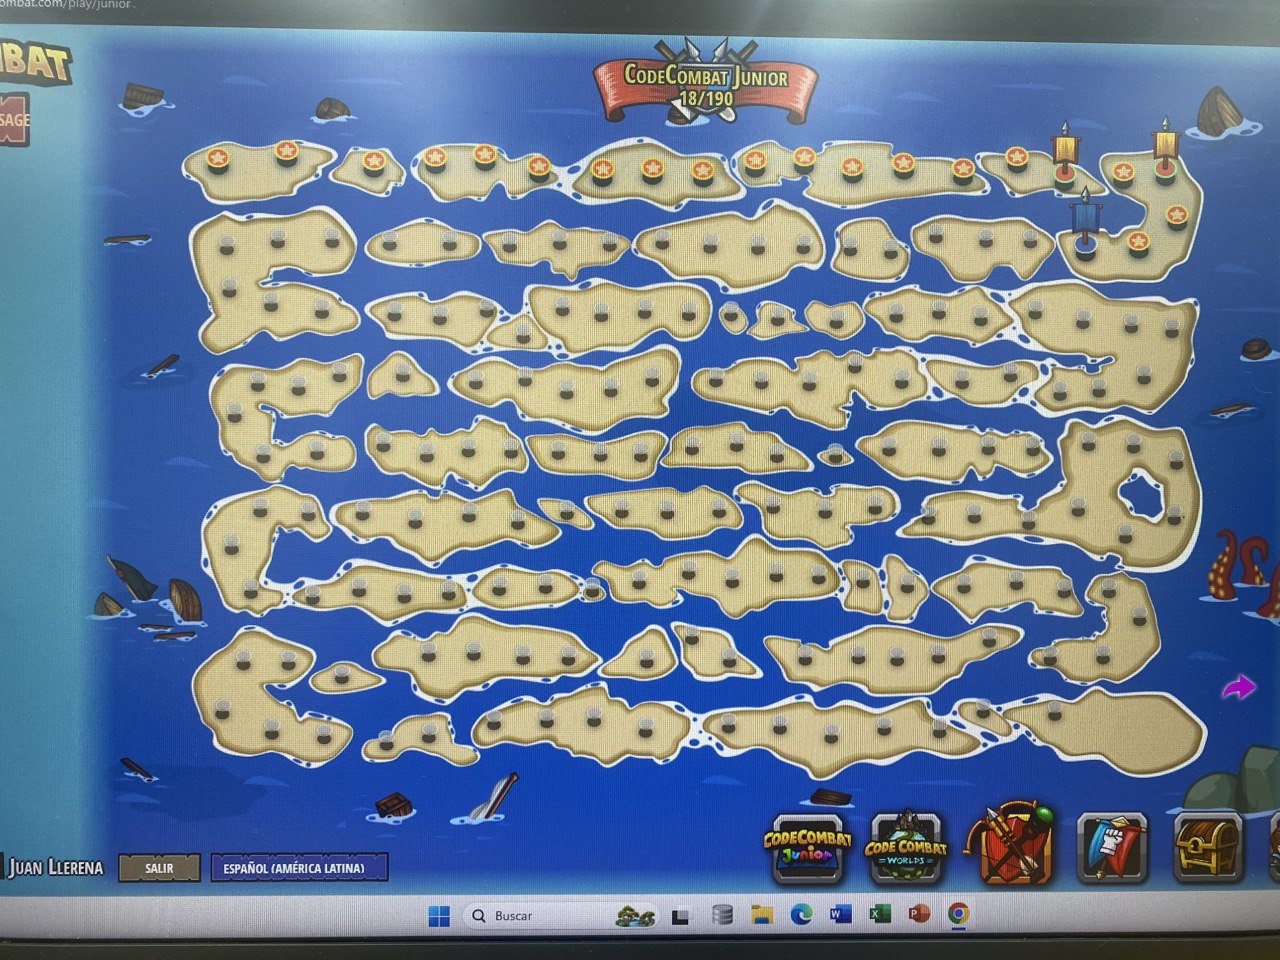 ombat.com/play/junior
BAT
SAGE
CODECOMBAT JUNIOR
18/190
JUAN LLERENA
SALIR
ESPAÑOL (AMÉRICA LATINA)
CODECOMBAT
Junior
CODE COMBAT
WORLDS
Buscar
W
X
P